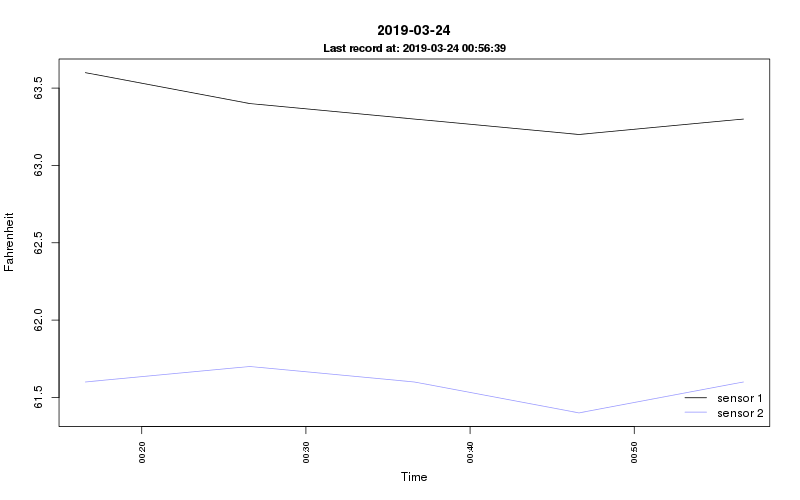 2019-03-24
Last record at: 2019-03-24 00:56:39
63.5
63.0
62.5
62.0
61.5
Fahrenheit
sensor 1
sensor 2
00:20
00:30
00:40
00:50
Time